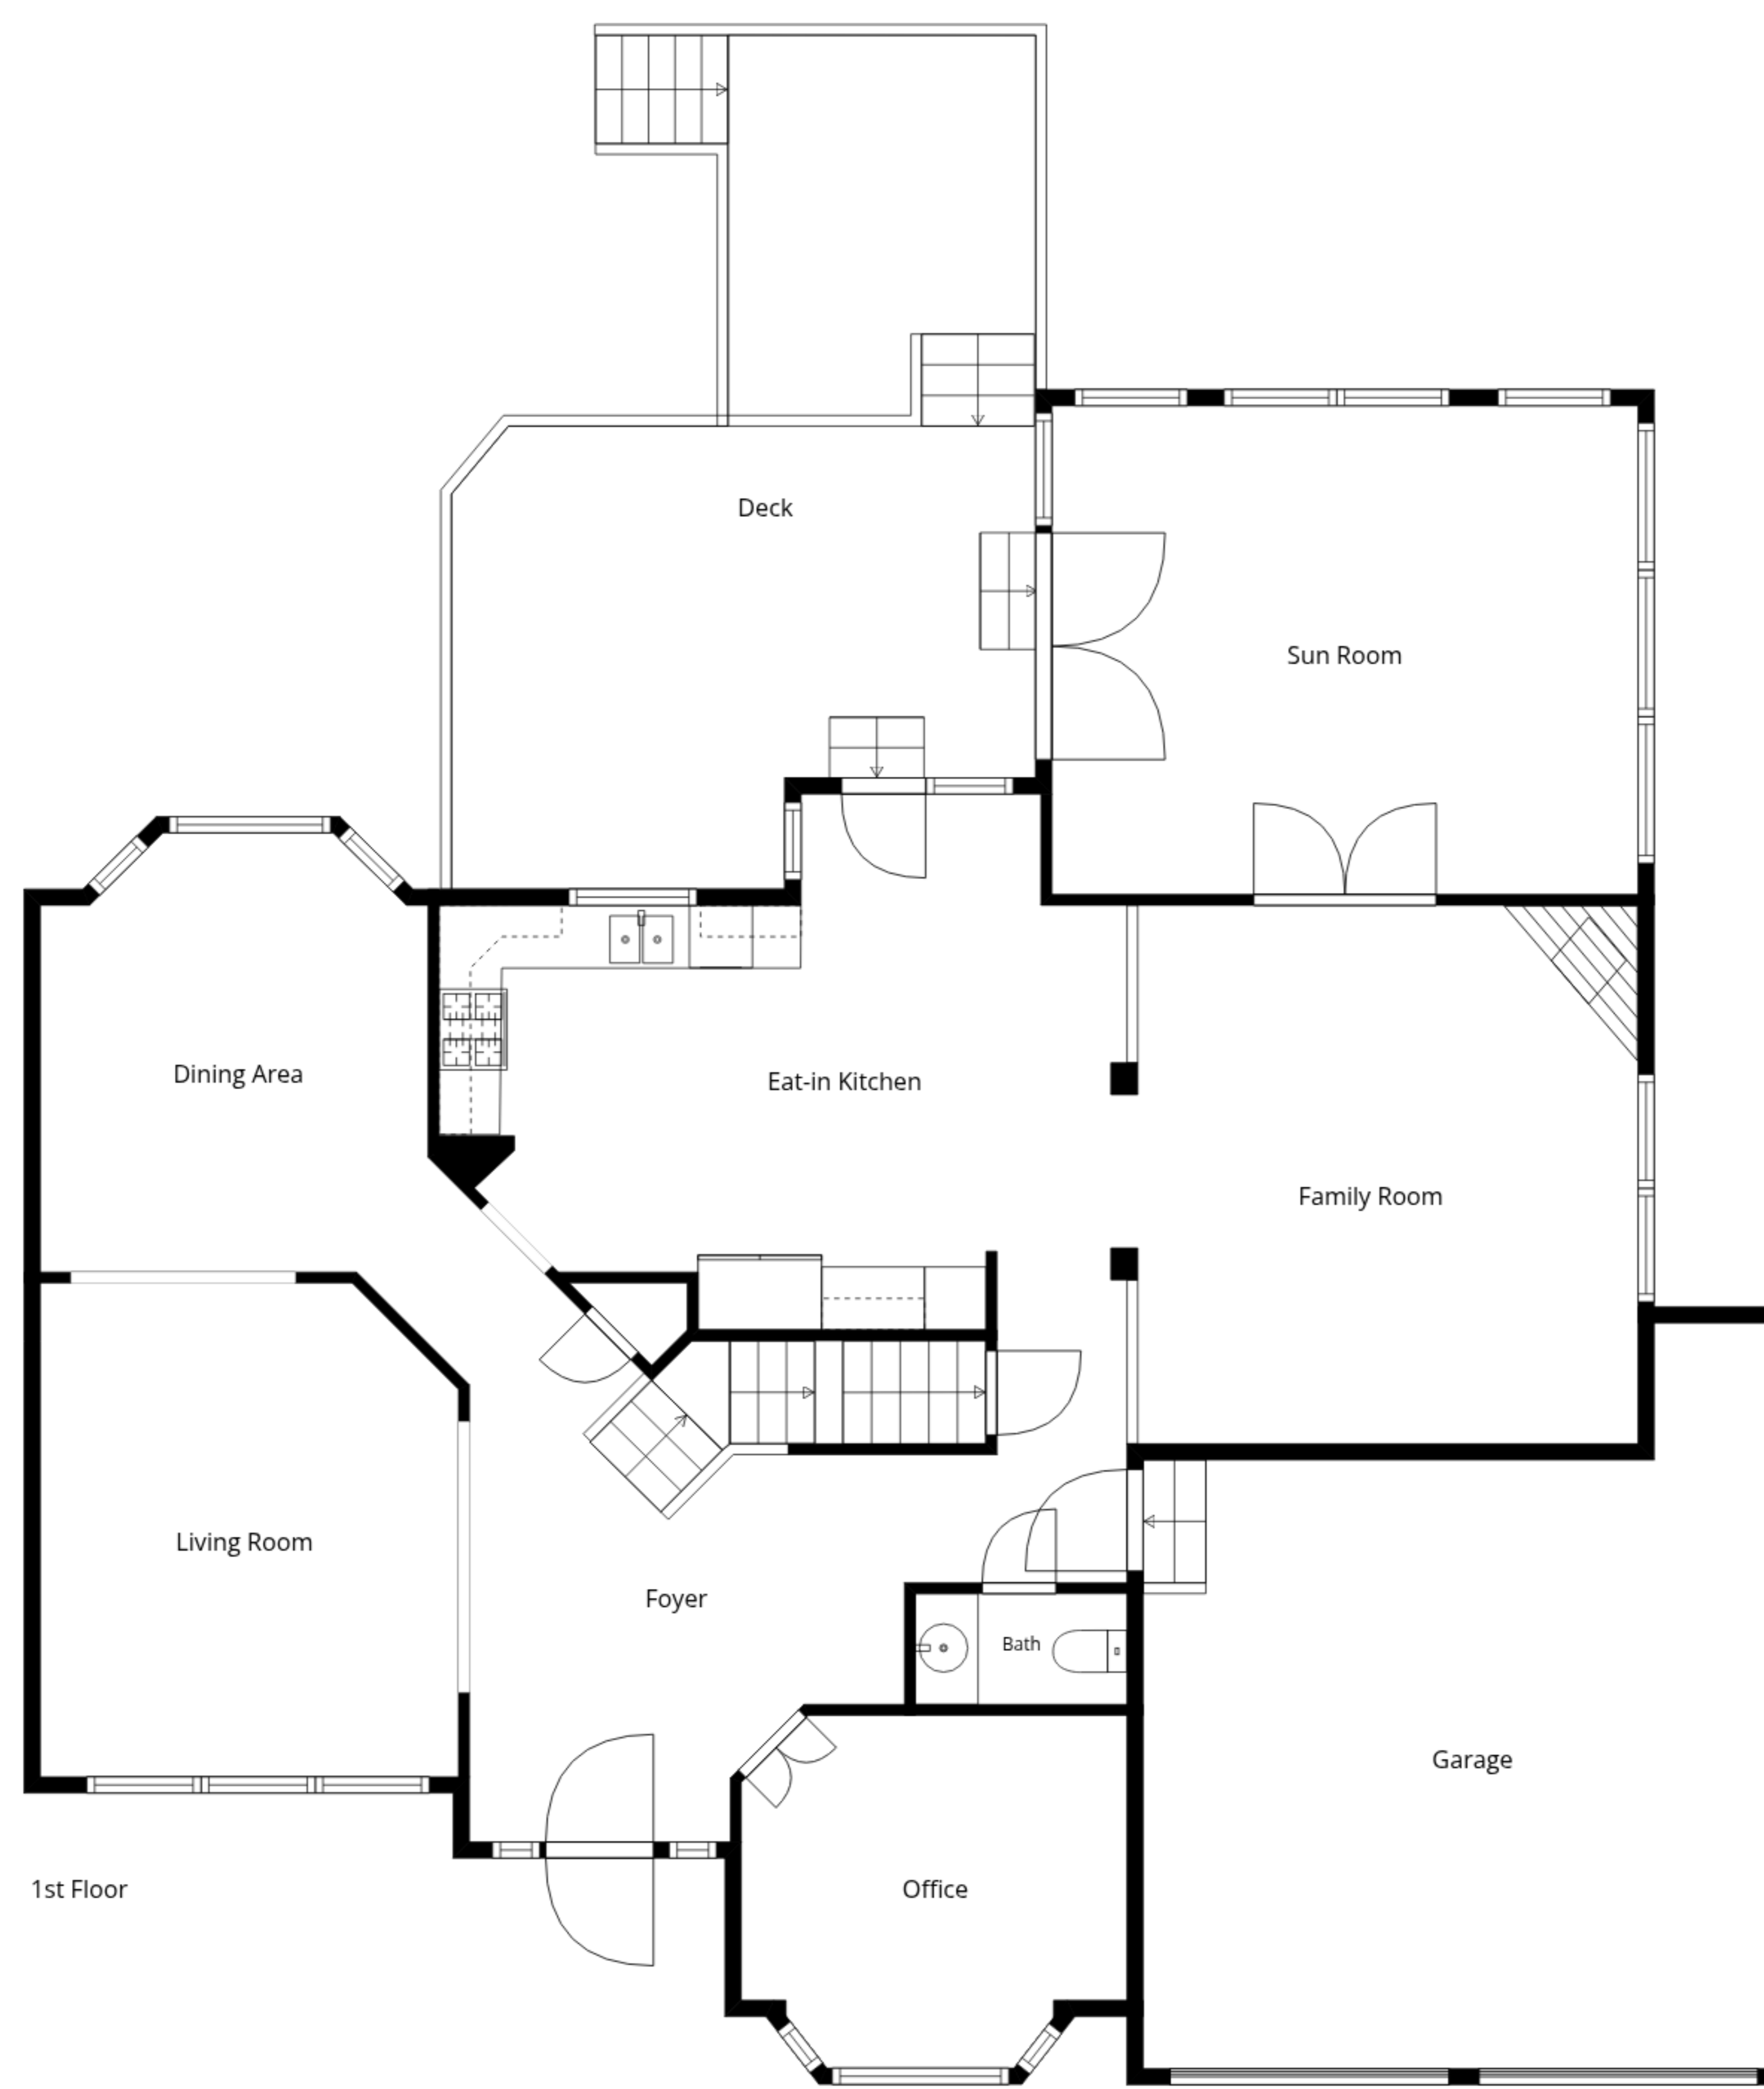 Deck
Sun Room
Dining Area
Eat-in Kitchen
Family Room
Living Room
Foyer
Bath
Garage
1st Floor
Office